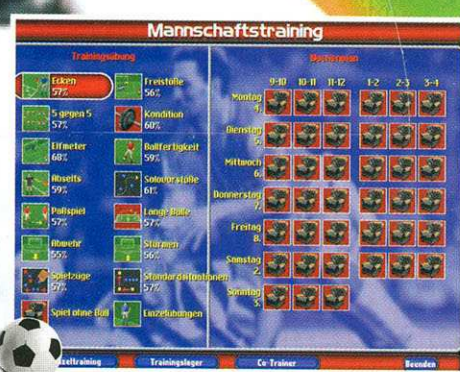 Mannschaftstraining
Trainingsübung
Wochenplan
9-10 10-11 11-12 1-2 2-3 3-4
Ecken
57%
Freistöße
56%
5 gegen 5
57%
Kondition
60%
Elfmeter
68%
Ballfertigkeit
59%
Abseits
59%
Solovorstöße
61%
Paßspiel
57%
Lange Bälle
57%
Abwehr
55%
Stürmen
56%
Spielzüge
57%
Standardsituationen
57%
Spiel ohne Ball
Einzelübungen
Montag
4.
Dienstag
5.
Mittwoch
6.
Donnerstag
7.
Freitag
8.
Samstag
2.
Sonntag
3.
zeltraining
Trainingslager
Co-Trainer
Beenden